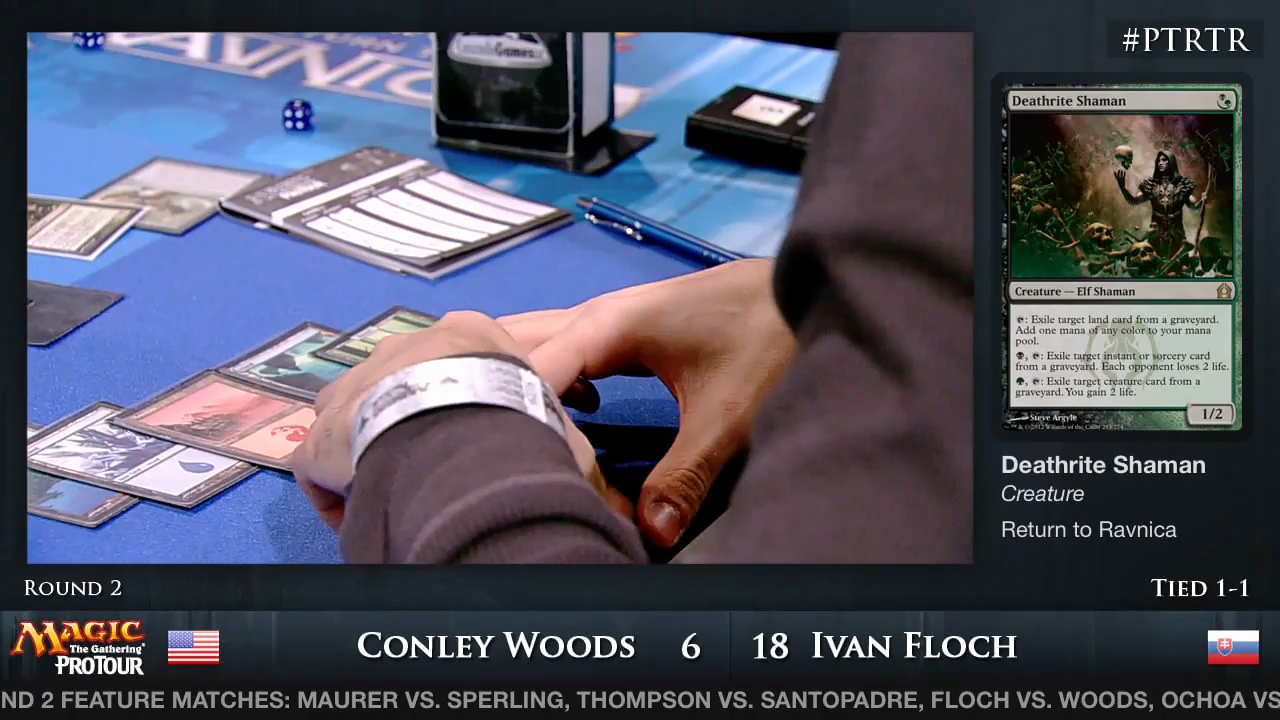 #PTRTR
RAVNIC
Deathrite Shaman
Creature — Elf Shaman
: Exile target land card from a graveyard.
Add one mana of any color to your mana
pool.
, : Exile target instant or sorcery card
from a graveyard. Each opponent loses 2 life.
, : Exile target creature card from a
graveyard. You gain 2 life.
Steve Argyle
1/2
Deathrite Shaman
Creature
Return to Ravnica
ROUND 2
TIED 1-1
MAGIC
The Gathering
PROTOUR
CONLEY WOODS 6
18 IVAN FLOCH
ND 2 FEATURE MATCHES: MAURER VS. SPERLING, THOMPSON VS. SANTOPADRE, FLOCH VS. WOODS, OCHOA VS